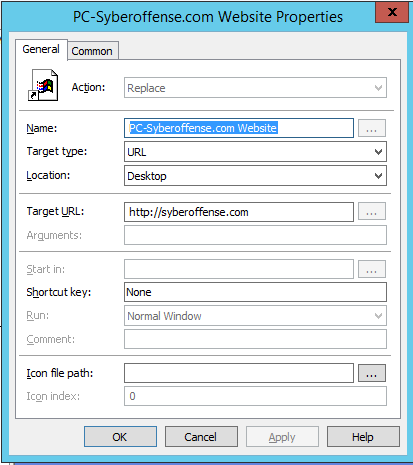 PC-Syberoffense.com Website Properties
x
General Common
Action: Replace
Name: PC-Syberoffense.com Website ...
Target type: URL
Location: Desktop
Target URL: http://syberoffense.com
Arguments:
Start in: ...
Shortcut key: None
Run: Normal Window
Comment:
Icon file path: ...
Icon index: 0
OK Cancel Apply Help